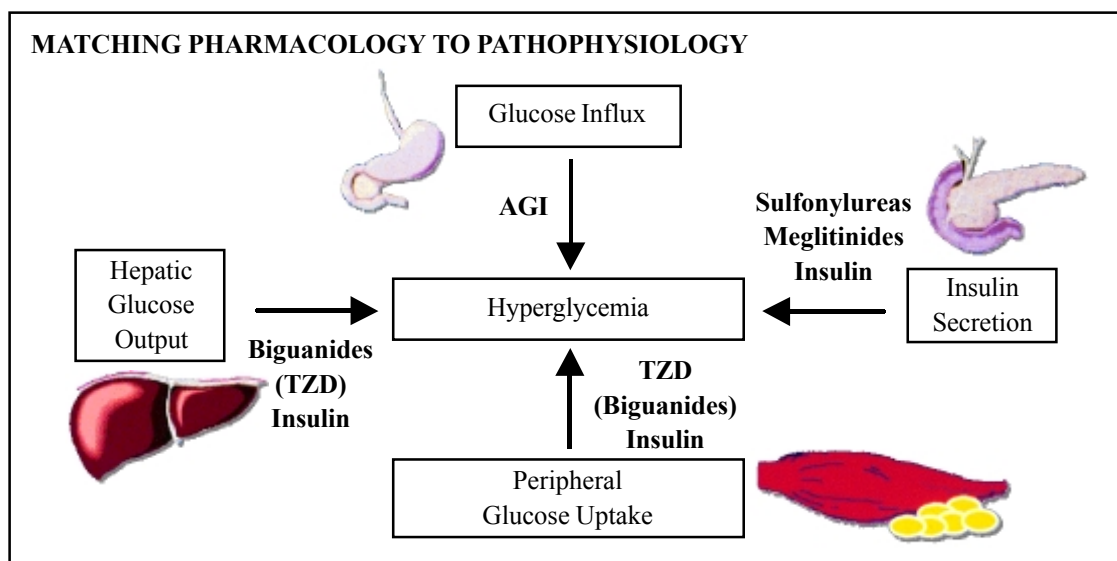 MATCHING PHARMACOLOGY TO PATHOPHYSIOLOGY
Glucose Influx
AGI
Sulfonylureas
Meglitinides
Insulin
Hepatic
Glucose
Output
Hyperglycemia
Insulin
Secretion
Biguanides
(TZD)
Insulin
TZD
(Biguanides)
Insulin
Peripheral
Glucose Uptake